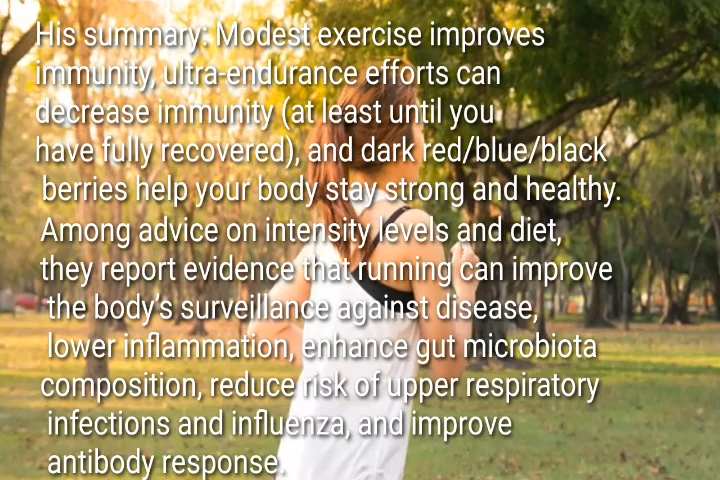 His summary: Modest exercise improves
immunity, ultra-endurance efforts can
decrease immunity (at least until you
have fully recovered), and dark red/blue/black
berries help your body stay strong and healthy.
Among advice on intensity levels and diet,
they report evidence that running can improve
the body's surveillance against disease,
lower inflammation, enhance gut microbiota
composition, reduce risk of upper respiratory
infections and influenza, and improve
antibody response.